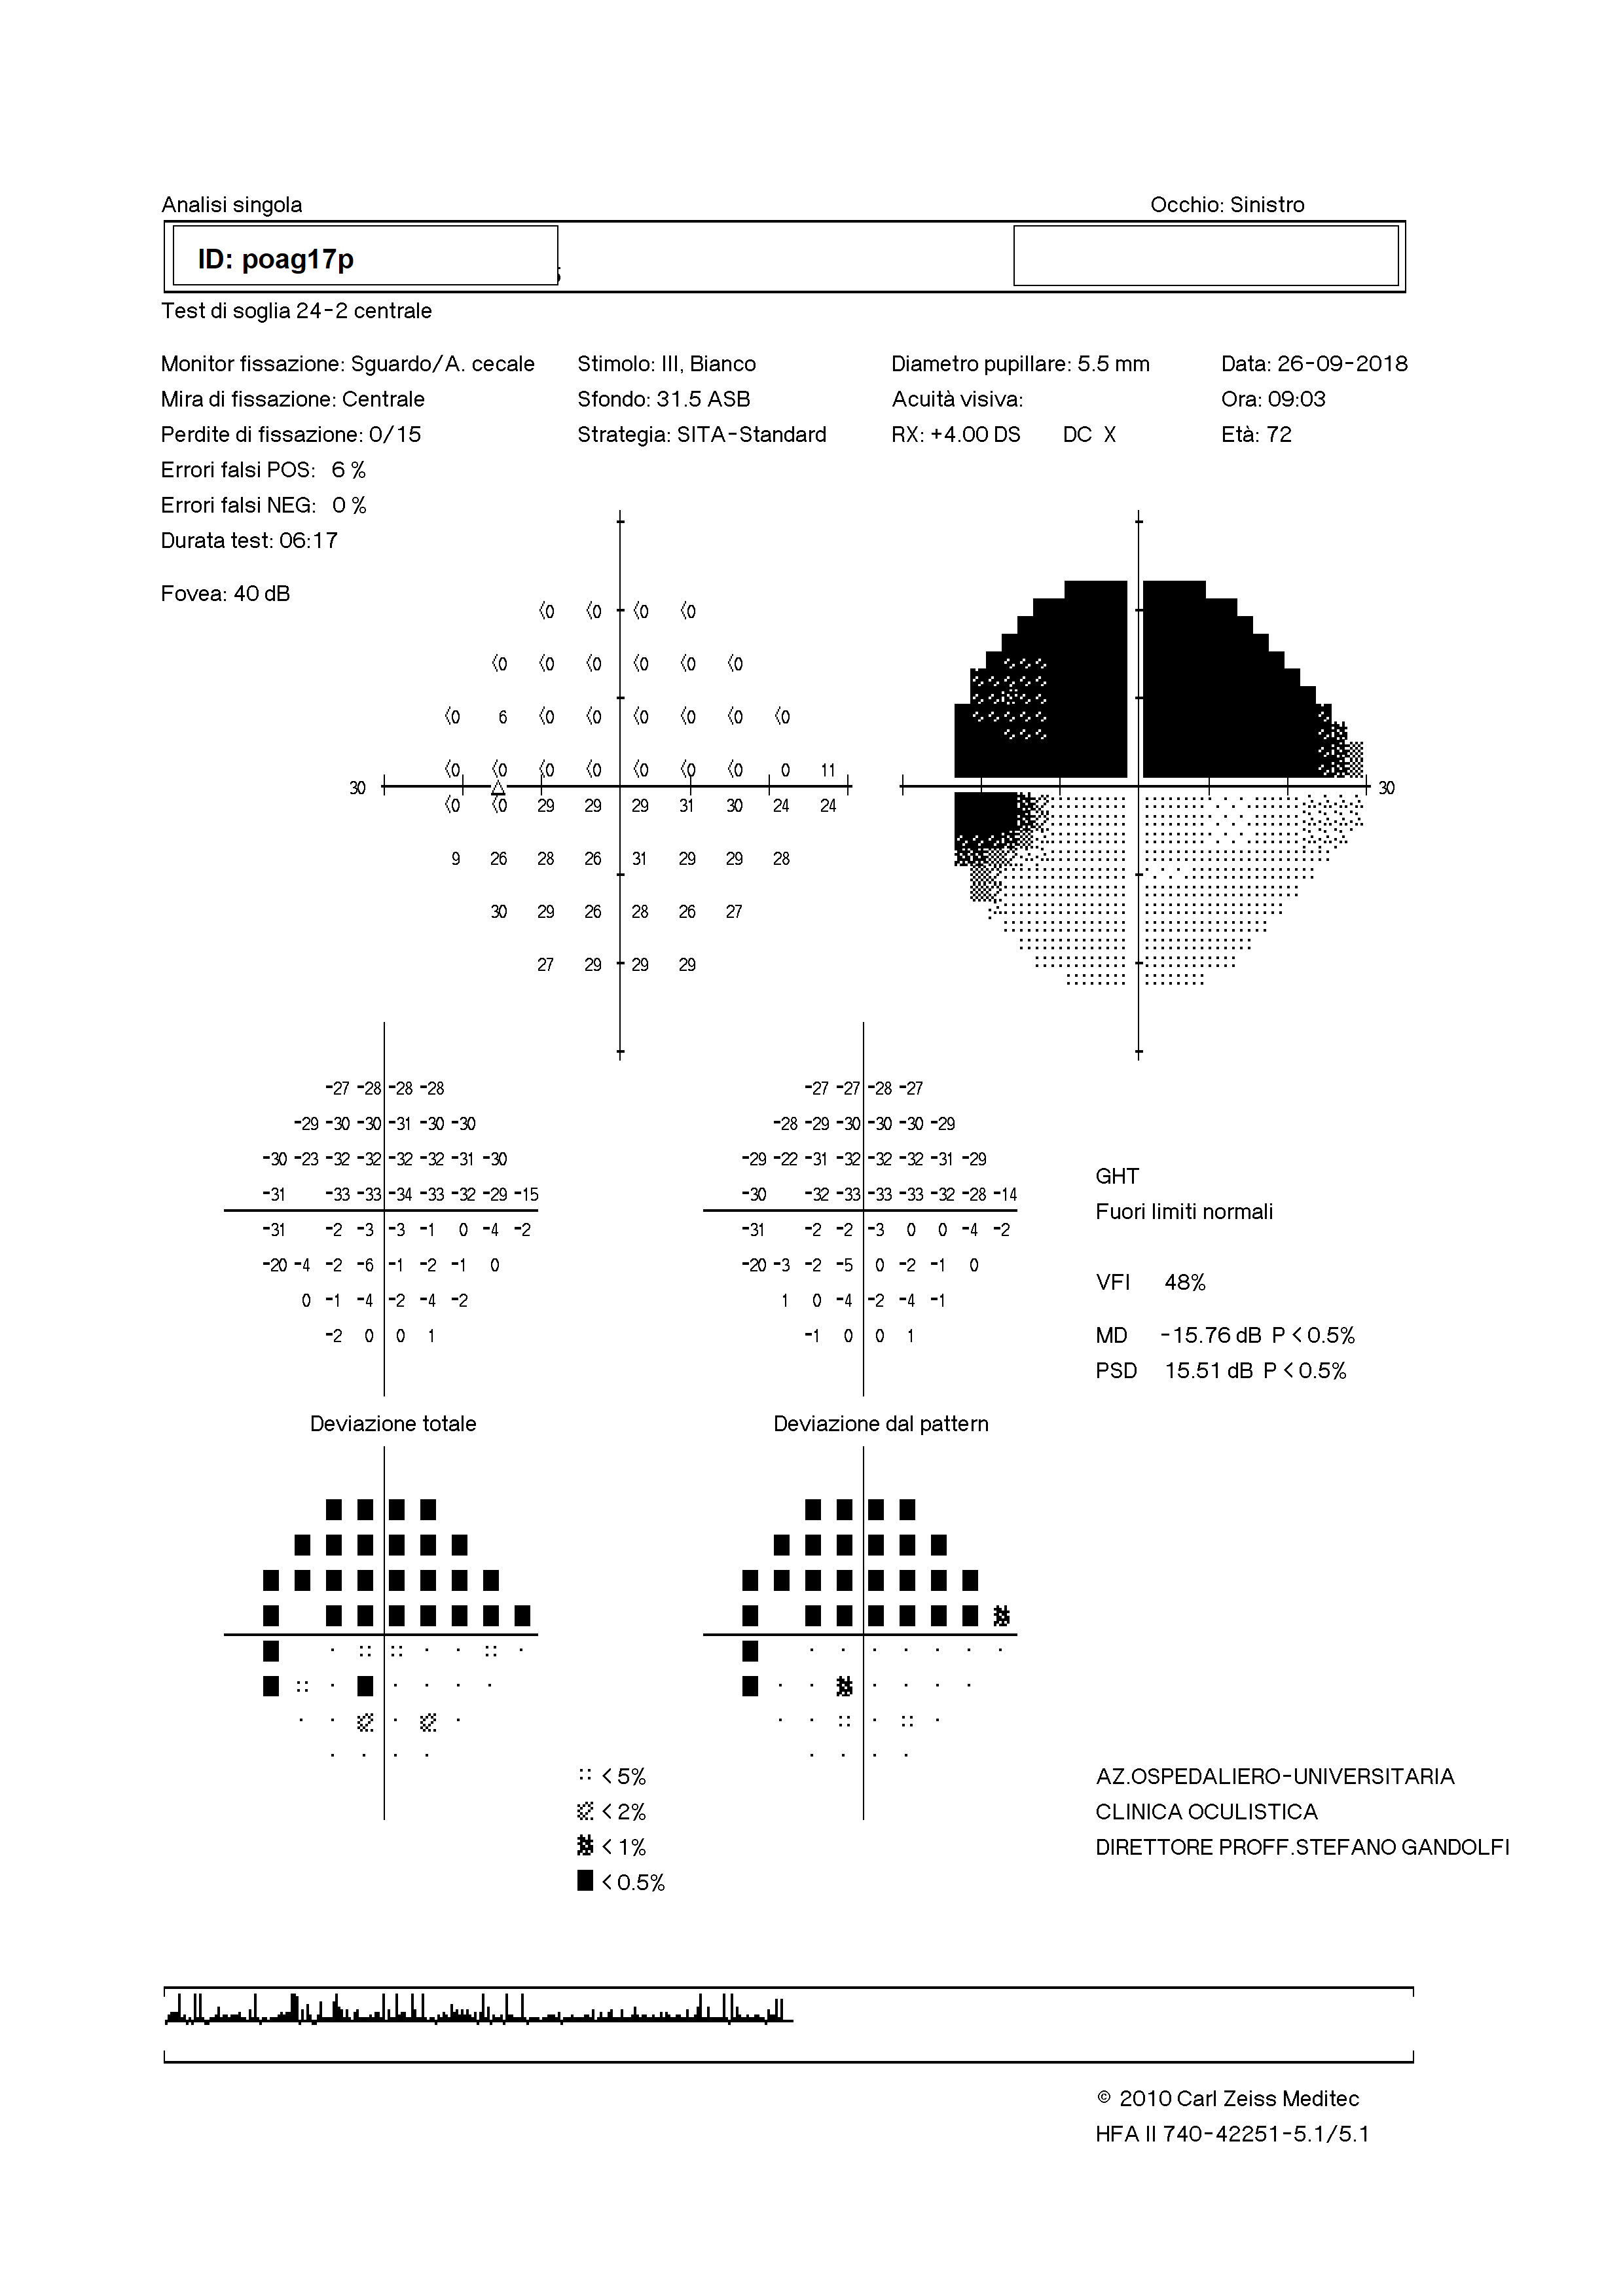 Analisi singola Occhio: Sinistro
ID: poag17p
Test di soglia 24-2 centrale
Monitor fissazione: Sguardo/A. cecale Stimolo: III, Bianco Diametro pupillare: 5.5 mm Data: 26-09-2018
Mira di fissazione: Centrale Sfondo: 31.5 ASB Acuità visiva: Ora: 09:03
Perdite di fissazione: 0/15 Strategia: SITA-Standard RX: +4.00 DS DC X Età: 72
Errori falsi POS: 6 %
Errori falsi NEG: 0 %
Durata test: 06:17
Fovea: 40 dB
<0 <0 <0 <0
<0 <0 <0 <0 <0 <0
<0 6 <0 <0 <0 <0 <0 <0
<0 <0 <0 <0 <0 <0 <0 0 11
30 30
<0 <0 29 29 29 31 30 24 24
9 26 28 26 31 29 29 28
30 29 26 28 26 27
27 29 29 29
-27 -28 -28 -28 -27 -27 -28 -27
-29 -30 -30 -31 -30 -30 -28 -29 -30 -30 -30 -29
-30 -23 -32 -32 -32 -32 -31 -30 -29 -22 -31 -32 -32 -32 -31 -29
-31 -33 -33 -34 -33 -32 -29 -15 -30 -32 -33 -33 -33 -32 -28 -14
-31 -2 -3 -3 -1 0 -4 -2 -31 -2 -2 -3 0 0 -4 -2
-20 -4 -2 -6 -1 -2 -1 0 -20 -3 -2 -5 0 -2 -1 0
0 -1 -4 -2 -4 -2 1 0 -4 -2 -4 -1
-2 0 0 1 -1 0 0 1
GHT
Fuori limiti normali
VFI 48%
MD -15.76 dB P < 0.5%
PSD 15.51 dB P < 0.5%
Deviazione totale Deviazione dal pattern
< 5%
< 2%
< 1%
< 0.5%
AZ.OSPEDALIERO-UNIVERSITARIA
CLINICA OCULISTICA
DIRETTORE PROFF.STEFANO GANDOLFI
© 2010 Carl Zeiss Meditec
HFA II 740-42251-5.1/5.1